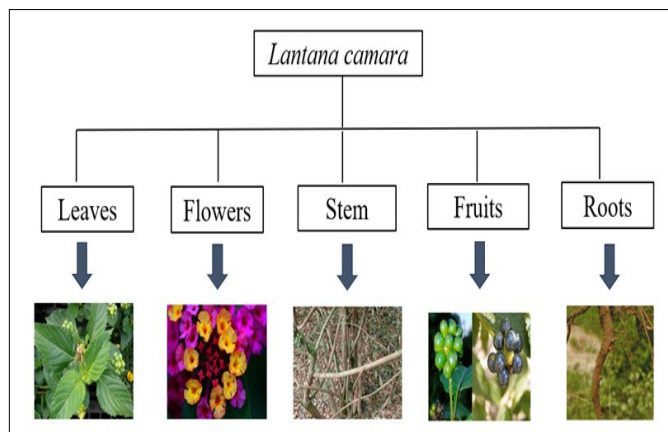 Lantana camara
Leaves
Flowers
Stem
Fruits
Roots